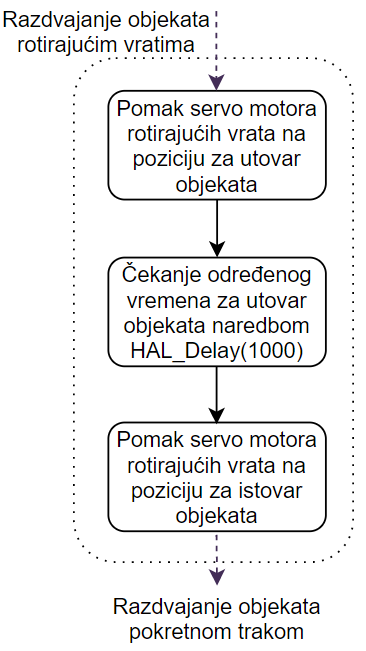 Razdvajanje objekata
rotirajućim vratima
Pomak servo motora
rotirajućih vrata na
poziciju za utovar
objekata
Čekanje određenog
vremena za utovar
objekata naredbom
HAL_Delay(1000)
Pomak servo motora
rotirajućih vrata na
poziciju za istovar
objekata
Razdvajanje objekata
pokretnom trakom